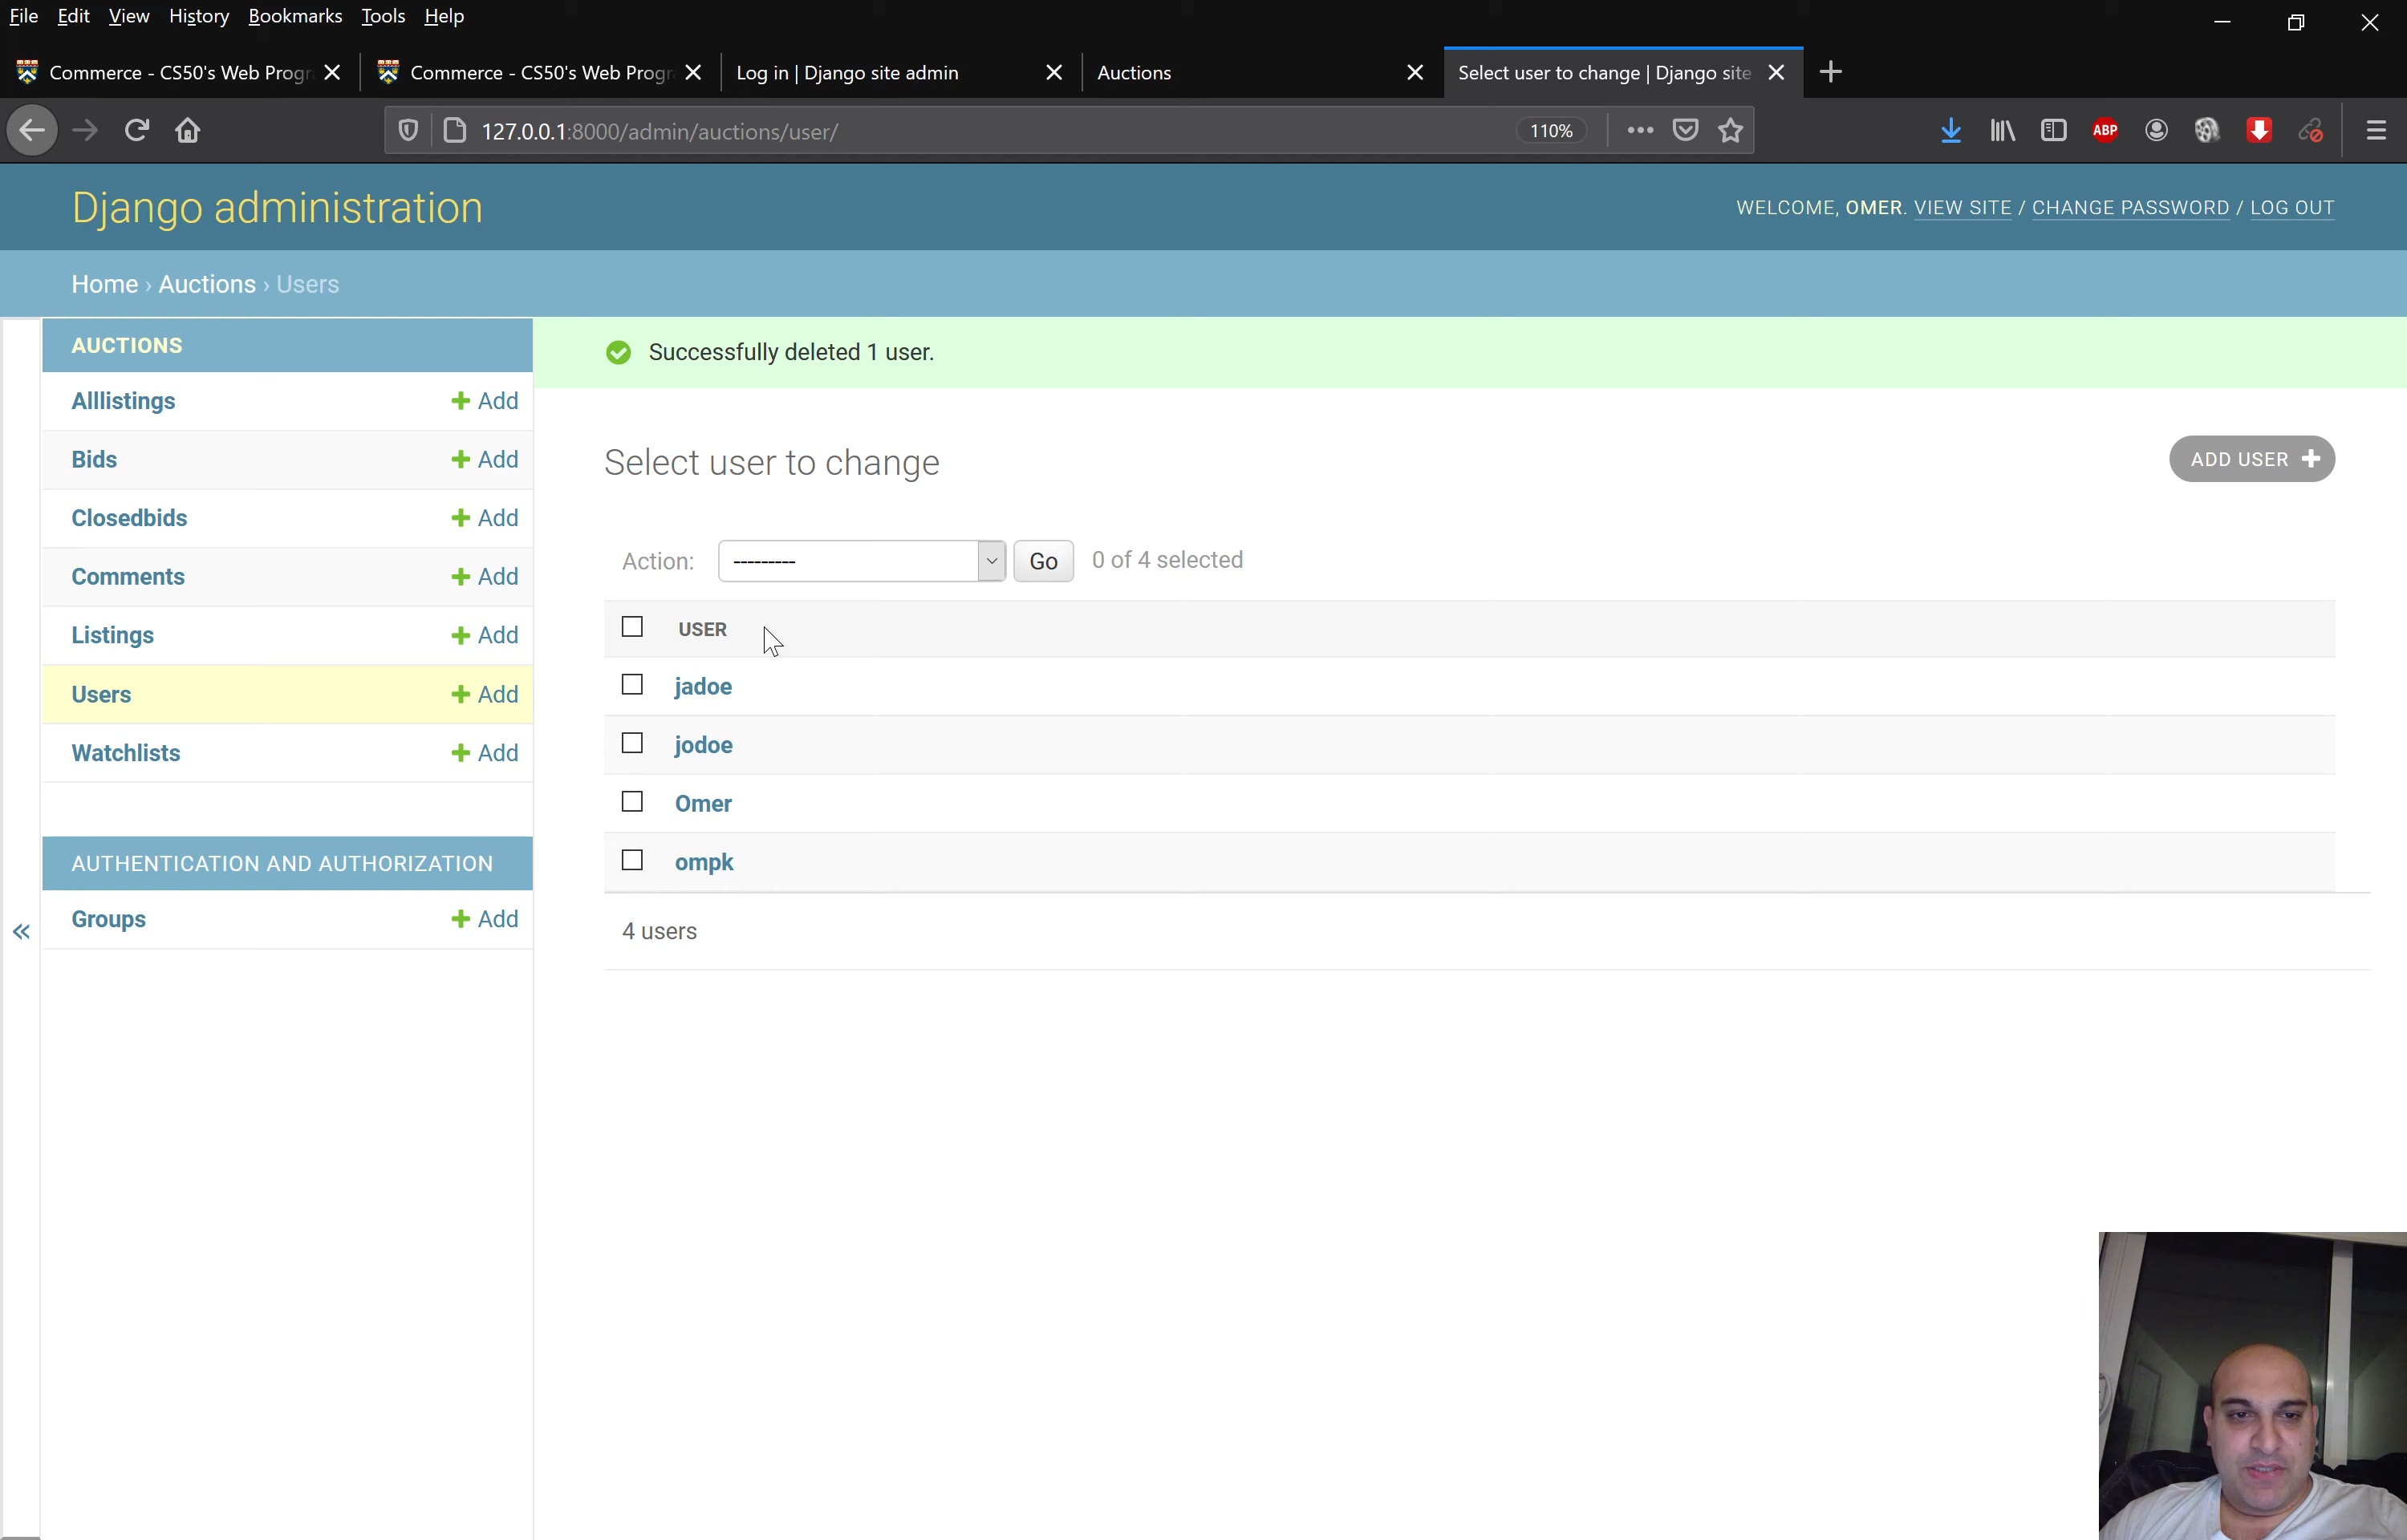 File Edit View History Bookmarks Tools Help
Commerce - CS50's Web Progr
Commerce - CS50's Web Progr
Log in | Django site admin
Auctions
Select user to change | Django site
127.0.0.1:8000/admin/auctions/user/
110%
ABP
Django administration
WELCOME, OMER. VIEW SITE / CHANGE PASSWORD / LOG OUT
Home › Auctions › Users
AUCTIONS
Alllistings Add
Bids Add
Closedbids Add
Comments Add
Listings Add
Users Add
Watchlists Add
AUTHENTICATION AND AUTHORIZATION
Groups Add
«
Successfully deleted 1 user.
Select user to change
ADD USER
Action: --------- Go 0 of 4 selected
USER
jadoe
jodoe
Omer
ompk
4 users